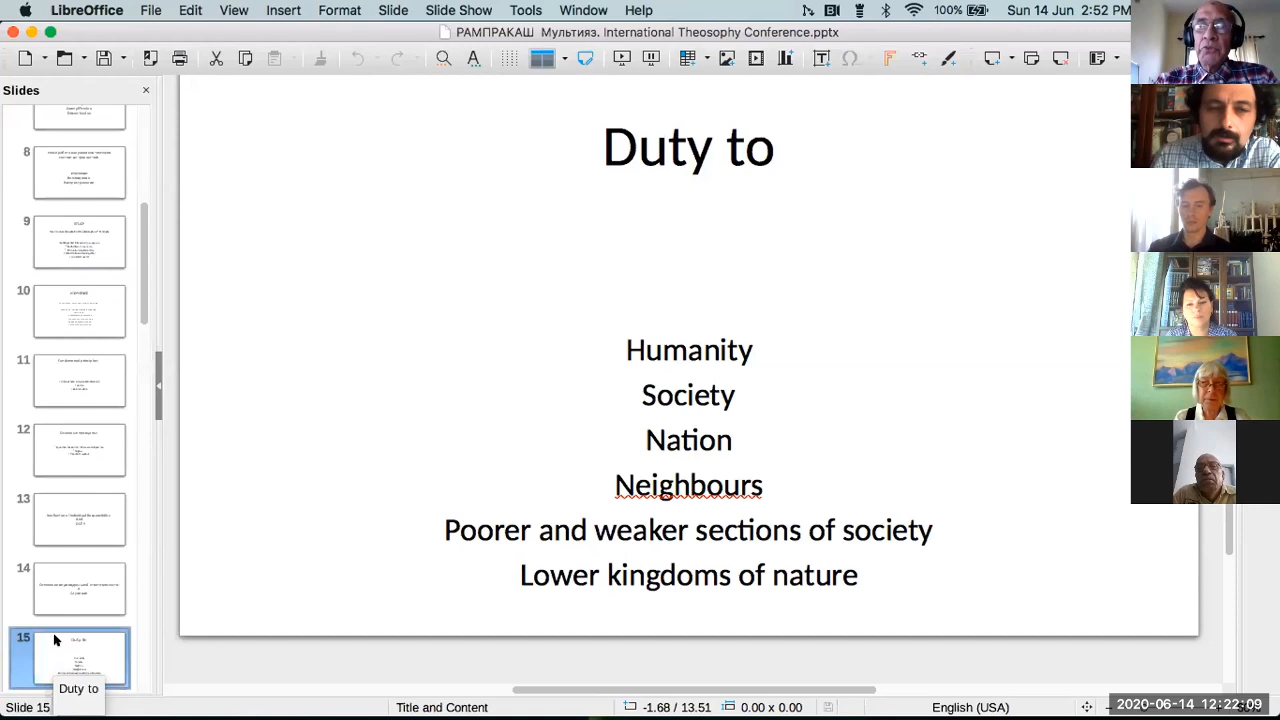 LibreOffice File Edit View Insert Format Slide Slide Show Tools Window Help 100% Sun 14 Jun 2:52 PM
РАМПРАКАШ Мультияз. International Theosophy Conference.pptx
Slides
Duty to
Humanity
Society
Nation
Neighbours
Poorer and weaker sections of society
Lower kingdoms of nature
8
9
10
11
12
13
14
15
Duty to
Slide 15 Title and Content -1.68 / 13.51 0.00 x 0.00 English (USA)
2020-06-14 12:22:09